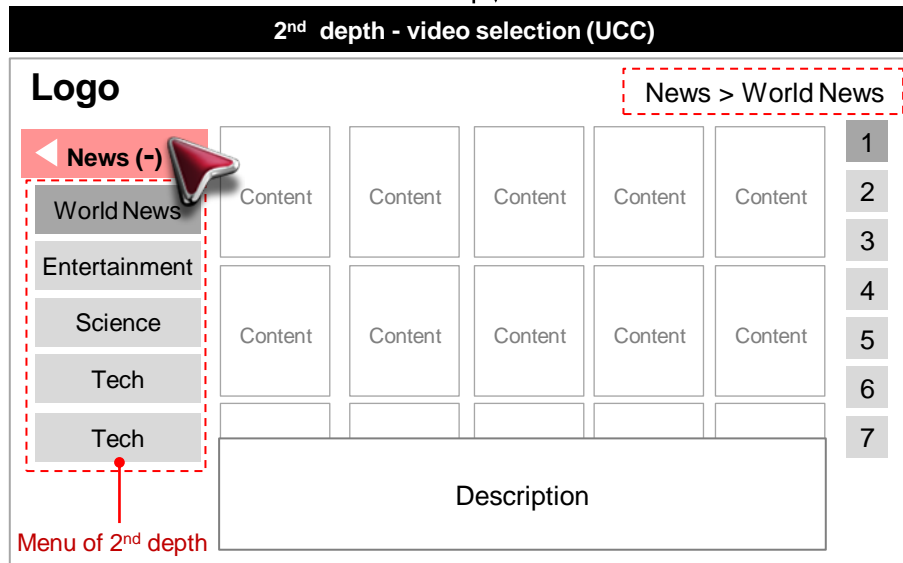 2nd depth - video selection (UCC)
Logo
News > World News
News (-)
World News
Entertainment
Science
Tech
Tech
Menu of 2nd depth
Content Content Content Content Content
Content Content Content Content Content
Description
1
2
3
4
5
6
7